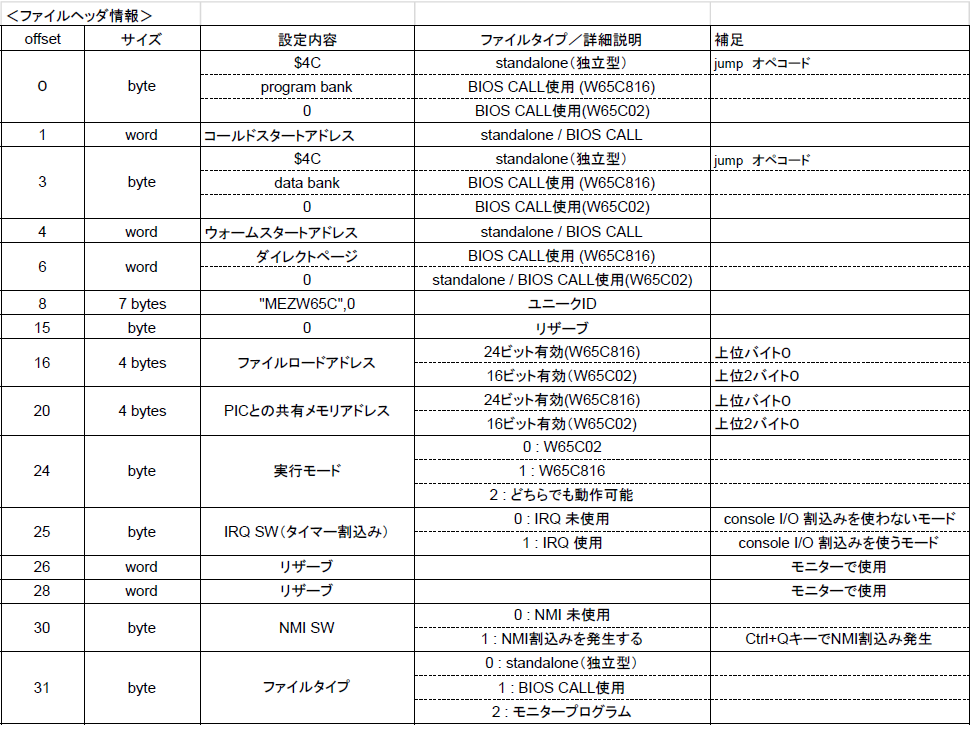 ＜ファイルヘッダ情報＞
offset サイズ 設定内容 ファイルタイプ／詳細説明 補足
0 byte $4C standalone（独立型） jump オペコード
program bank BIOS CALL使用 (W65C816)
0 BIOS CALL使用 (W65C02)
1 word コールドスタートアドレス standalone / BIOS CALL
3 byte $4C standalone（独立型） jump オペコード
data bank BIOS CALL使用 (W65C816)
0 BIOS CALL使用(W65C02)
4 word ウォームスタートアドレス standalone / BIOS CALL
6 word ダイレクトページ BIOS CALL使用 (W65C816)
0 standalone / BIOS CALL使用(W65C02)
8 7 bytes "MEZW65C",0 ユニークID
15 byte 0 リザーブ
16 4 bytes ファイルロードアドレス 24ビット有効(W65C816) 上位バイト0
16ビット有効（W65C02） 上位2バイト0
20 4 bytes PICとの共有メモリアドレス 24ビット有効(W65C816) 上位バイト0
16ビット有効（W65C02） 上位2バイト0
24 byte 実行モード 0 : W65C02
1 : W65C816
2 : どちらでも動作可能
25 byte IRQ SW（タイマー割込み） 0 : IRQ 未使用 console I/O 割込みを使わないモード
1 : IRQ 使用 console I/O 割込みを使うモード
26 word リザーブ モニターで使用
28 word リザーブ モニターで使用
30 byte NMI SW 0 : NMI 未使用
1 : NMI割込みを発生する Ctrl+QキーでNMI割込み発生
31 byte ファイルタイプ 0 : standalone（独立型）
1 : BIOS CALL使用
2 : モニタープログラム